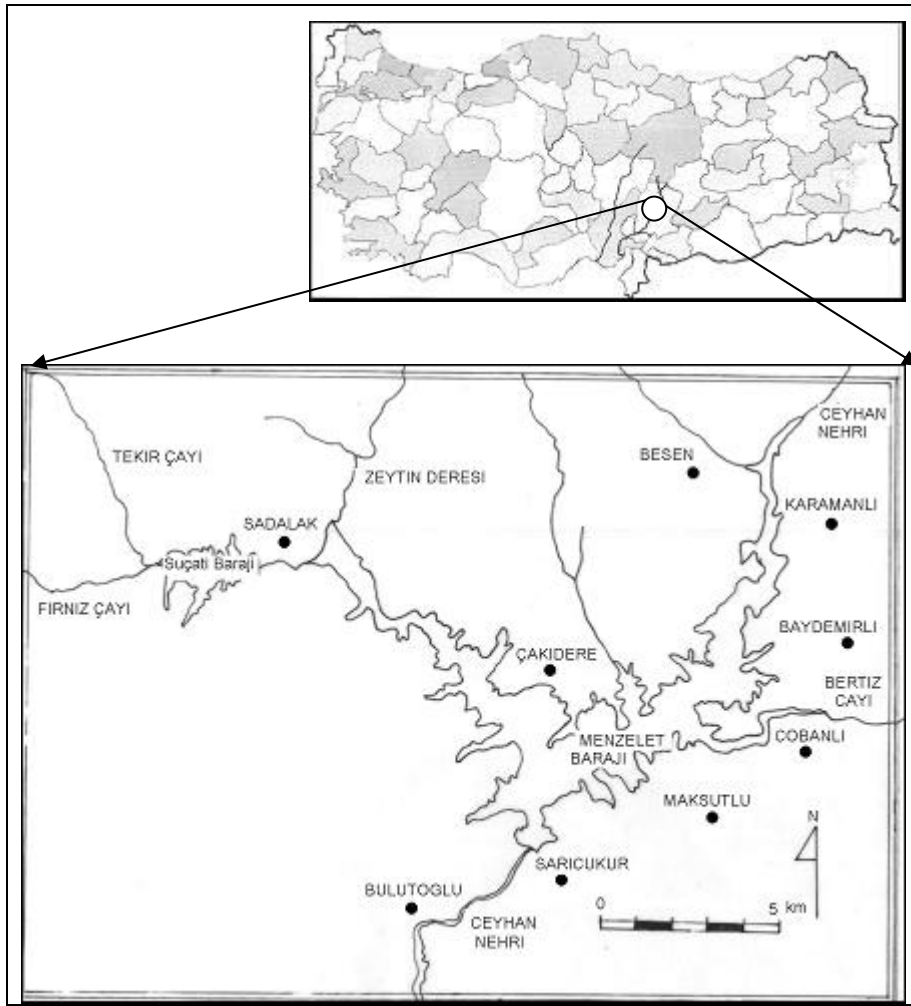 CEYHAN
NEHRİ
BESEN
TEKIR ÇAYI
ZEYTIN DERESI
KARAMANLI
SADALAK
Suçati Baraji
FIRNIZ ÇAYI
BAYDEMIRLI
ÇAKIDERE
BERTIZ
CAYI
MENZELET
BARAJI
COBANLI
MAKSUTLU
N
SARICUKUR
BULUTOGLU
0 5 km
CEYHAN
NEHRI